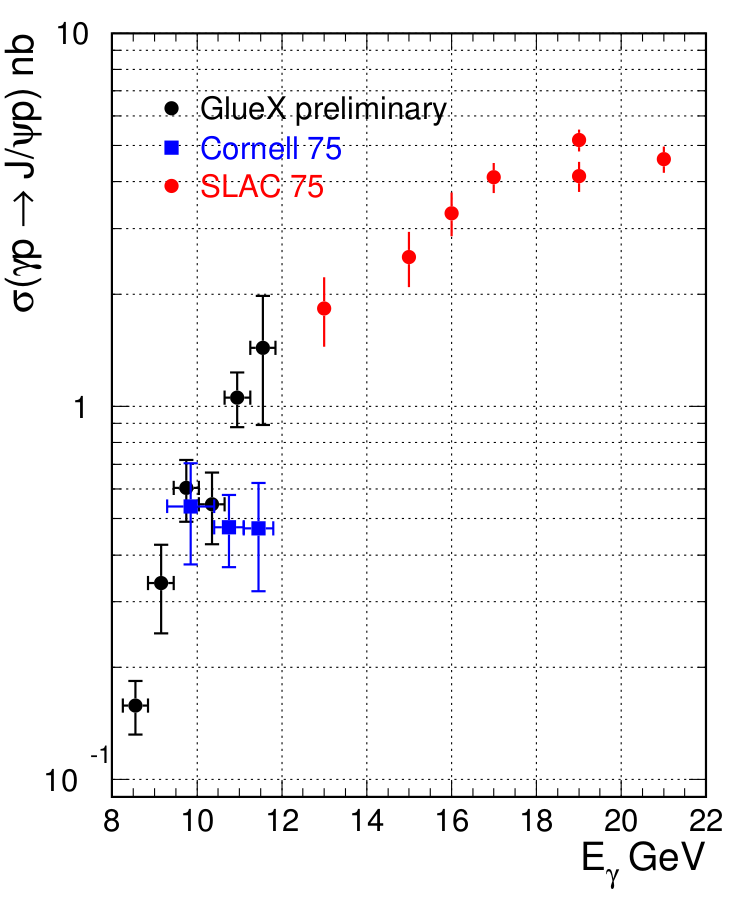 σ(γp → J/ψp) nb
10
GlueX preliminary
Cornell 75
SLAC 75
1
10⁻¹
8 10 12 14 16 18 20 22
E_γ GeV